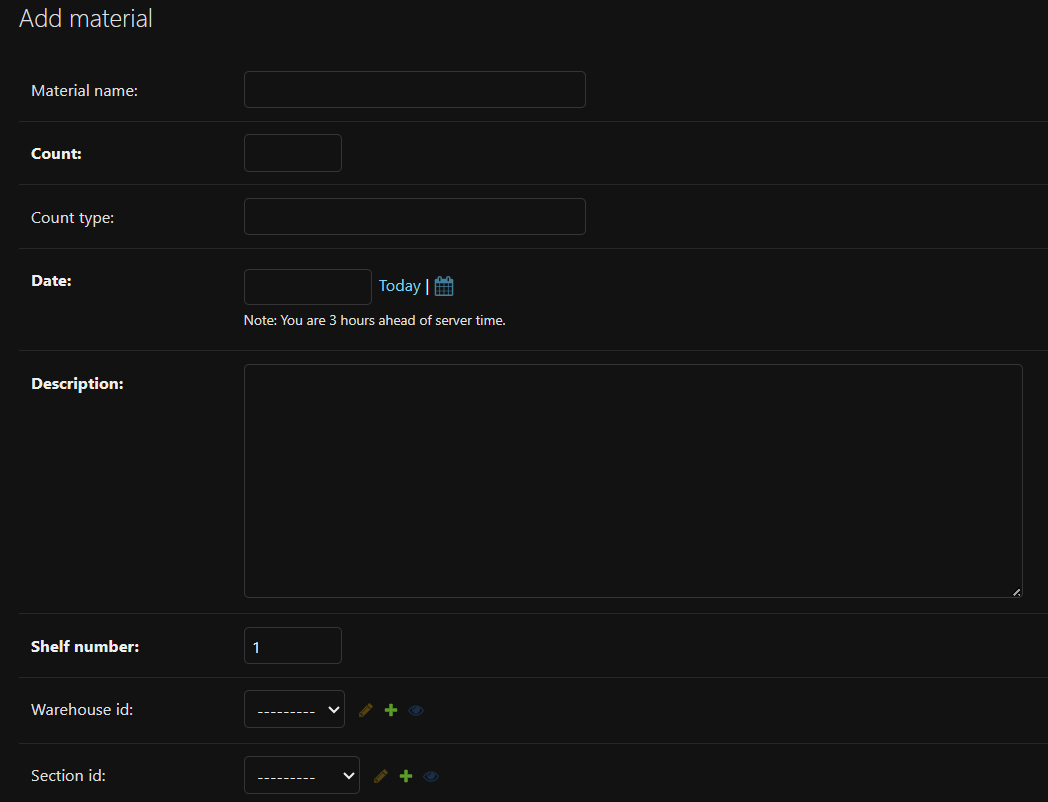 Add material
Material name:
Count:
Count type:
Date:
Today |
Note: You are 3 hours ahead of server time.
Description:
Shelf number:
1
Warehouse id:
---------
Section id:
---------